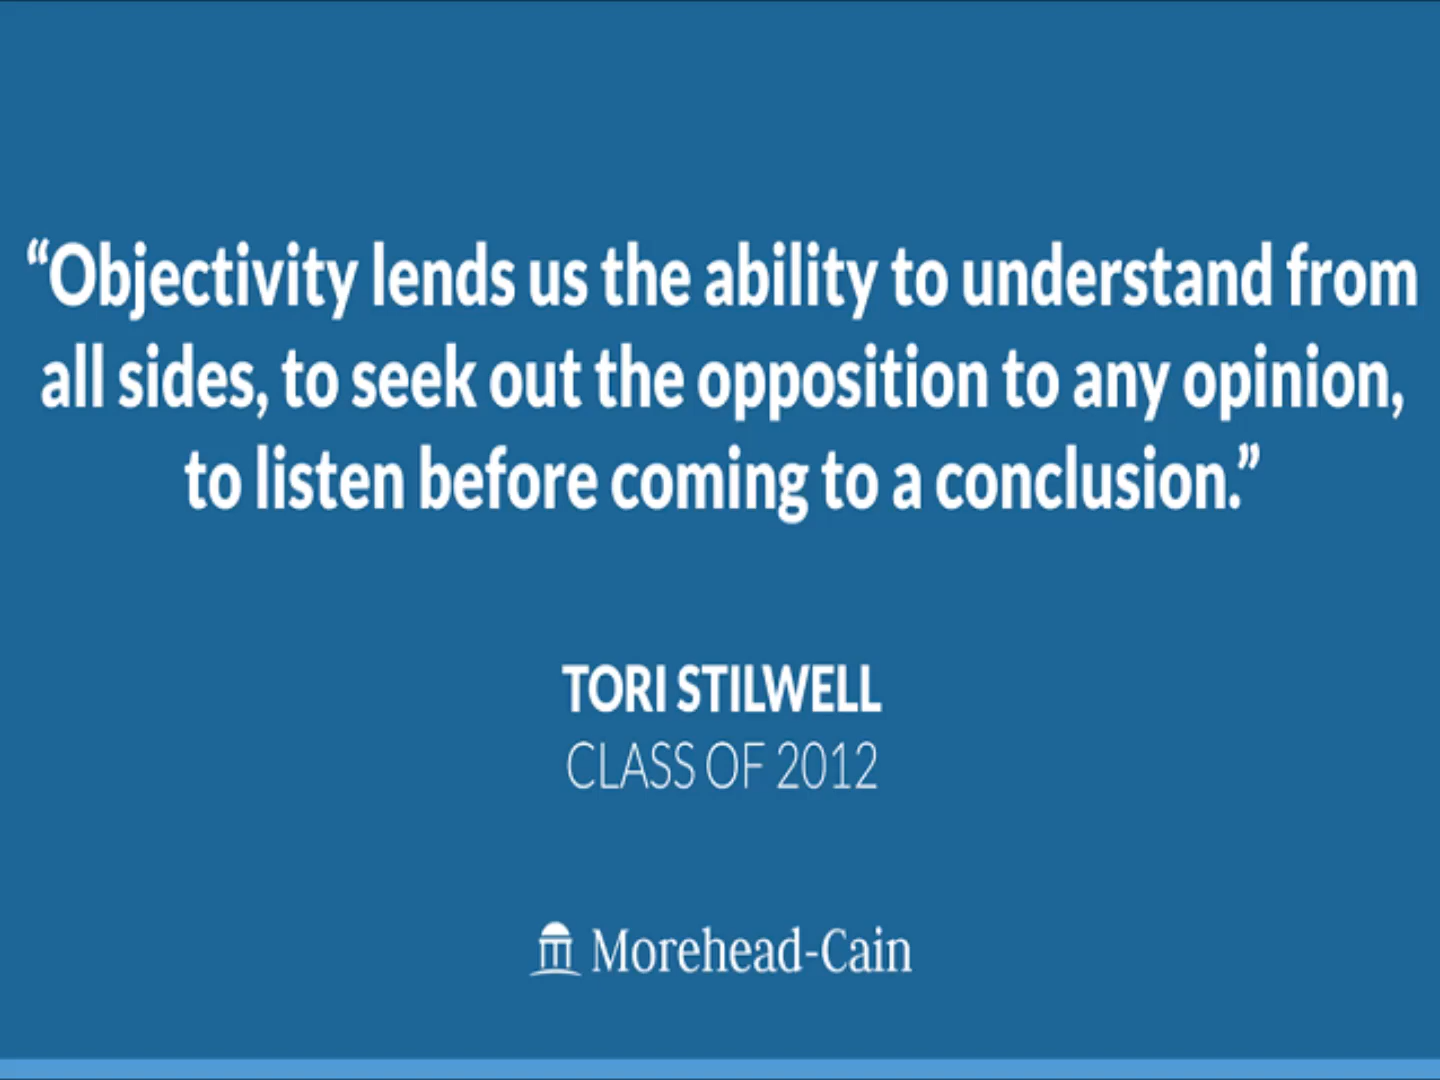 “Objectivity lends us the ability to understand from
all sides, to seek out the opposition to any opinion,
to listen before coming to a conclusion.”
TORI STILWELL
CLASS OF 2012
Morehead-Cain